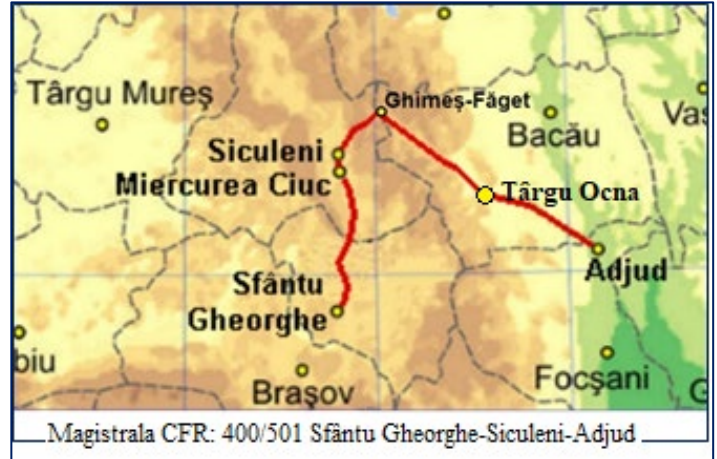 Târgu Mureş
Ghimeş-Făget
Bacău
Siculeni
Miercurea Ciuc
Târgu Ocna
Sfântu
Gheorghe
Adjud
biu
Braşov
Focşani
Magistrala CFR: 400/501 Sfântu Gheorghe-Siculeni-Adjud